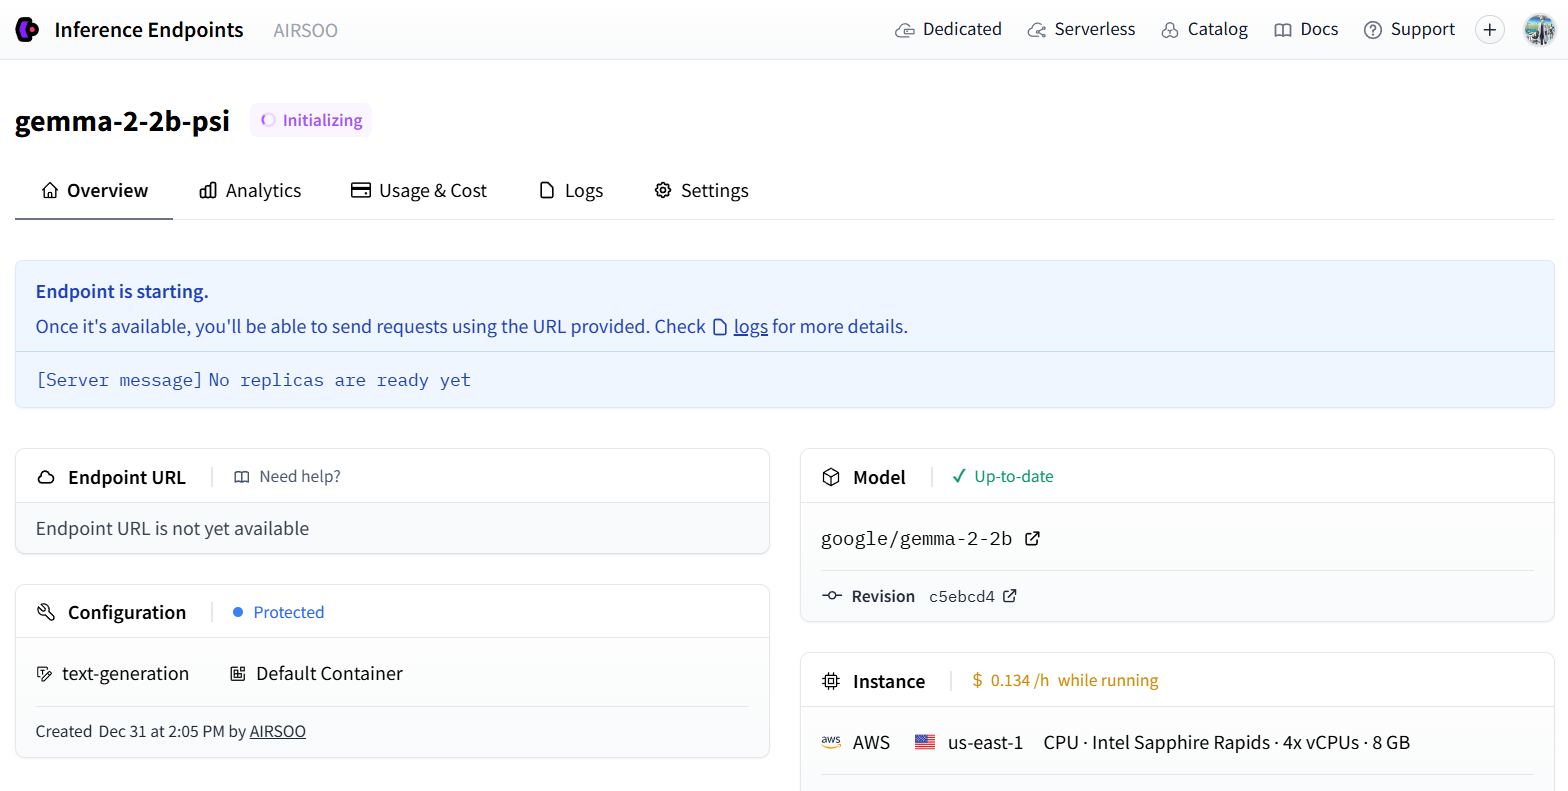 Inference Endpoints AIRSOO Dedicated Serverless Catalog Docs Support
gemma-2-2b-psi Initializing
Overview Analytics Usage & Cost Logs Settings
Endpoint is starting.
Once it's available, you'll be able to send requests using the URL provided. Check logs for more details.
[Server message] No replicas are ready yet
Endpoint URL Need help?
Endpoint URL is not yet available
Configuration Protected
text-generation Default Container
Created Dec 31 at 2:05 PM by AIRSOO
Model Up-to-date
google/gemma-2-2b
Revision c5ebcd4
Instance $ 0.134 /h while running
aws AWS us-east-1 CPU · Intel Sapphire Rapids · 4x vCPUs · 8 GB